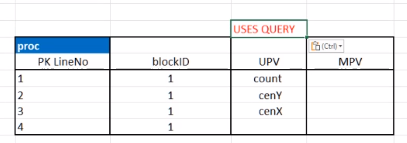 USES QUERY
proc
(Ctrl)
PK LineNo blockID UPV MPV
1 1 count
2 1 cenY
3 1 cenX
4 1